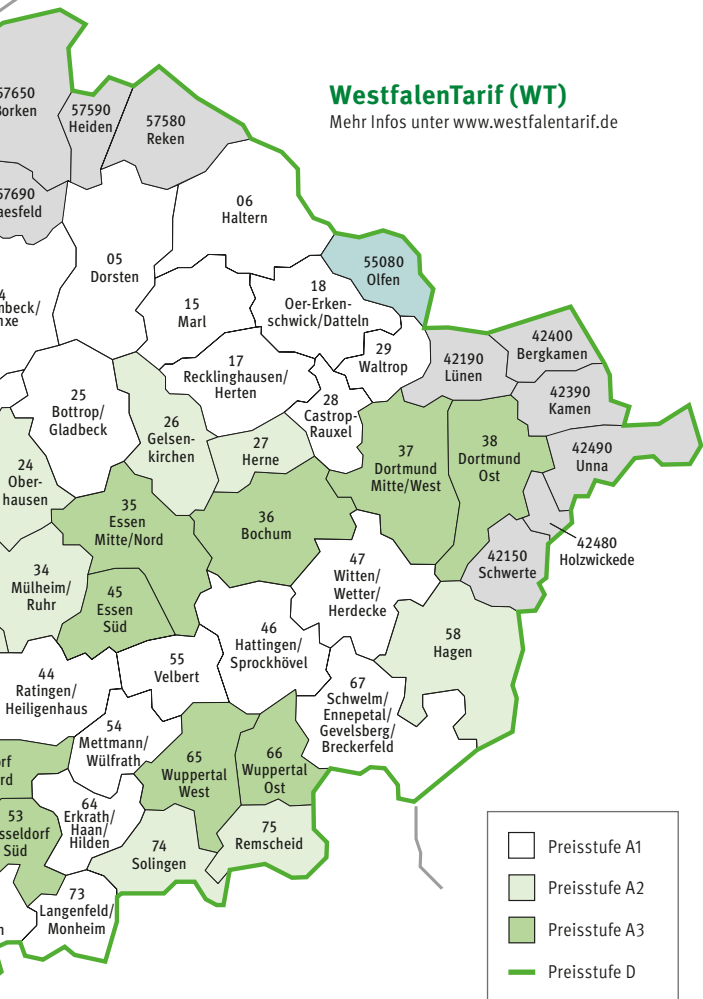 WestfalenTarif (WT)
Mehr Infos unter www.westfalentarif.de
57650
57590
Heiden
57580
Reken
57690
06
Haltern
05
Dorsten
55080
Olfen
18
Oer-Erken-
schwick/Datteln
15
Marl
29
Waltrop
42400
Bergkamen
42190
Lünen
42390
Kamen
17
Recklinghausen/
Herten
25
Bottrop/
Gladbeck
28
Castrop-
Rauxel
26
Gelsen-
kirchen
27
Herne
37
Dortmund
Mitte/West
38
Dortmund
Ost
42490
Unna
24
Ober-
hausen
35
Essen
Mitte/Nord
36
Bochum
42480
Holzwickede
42150
Schwerte
47
Witten/
Wetter/
Herdecke
34
Mülheim/
Ruhr
45
Essen
Süd
46
Hattingen/
Sprockhövel
58
Hagen
55
Velbert
44
Ratingen/
Heiligenhaus
67
Schwelm/
Ennepetal/
Gevelsberg/
Breckerfeld
54
Mettmann/
Wülfrath
65
Wuppertal
West
66
Wuppertal
Ost
53
Süd
64
Erkrath/
Haan/
Hilden
74
Solingen
75
Remscheid
73
Langenfeld/
Monheim
Preisstufe A1
Preisstufe A2
Preisstufe A3
Preisstufe D